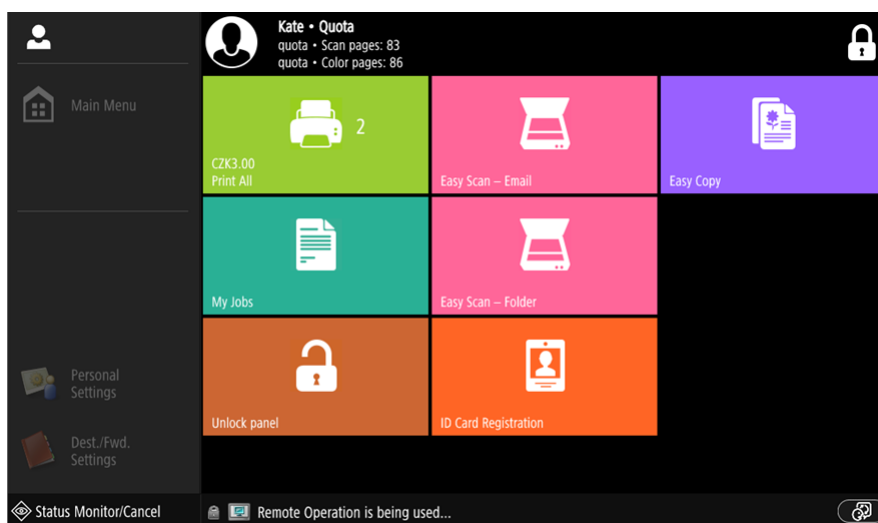 Kate • Quota
quota • Scan pages: 83
quota • Color pages: 86
Main Menu
2
CZK3.00
Print All
Easy Scan – Email
Easy Copy
My Jobs
Easy Scan – Folder
Personal
Settings
Unlock panel
ID Card Registration
Dest./Fwd.
Settings
Status Monitor/Cancel
Remote Operation is being used...